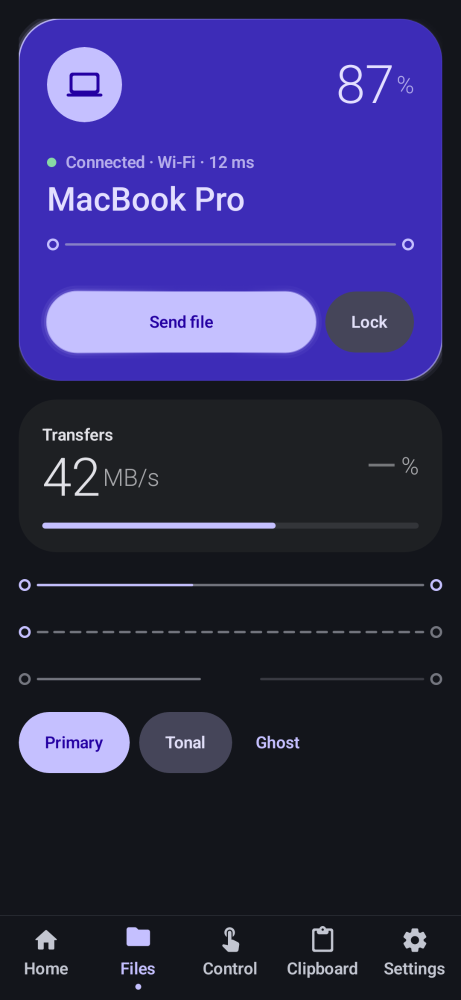 87%
Connected · Wi-Fi · 12 ms
MacBook Pro
Send file
Lock
Transfers
42 MB/s
— %
Primary
Tonal
Ghost
Home
Files
Control
Clipboard
Settings